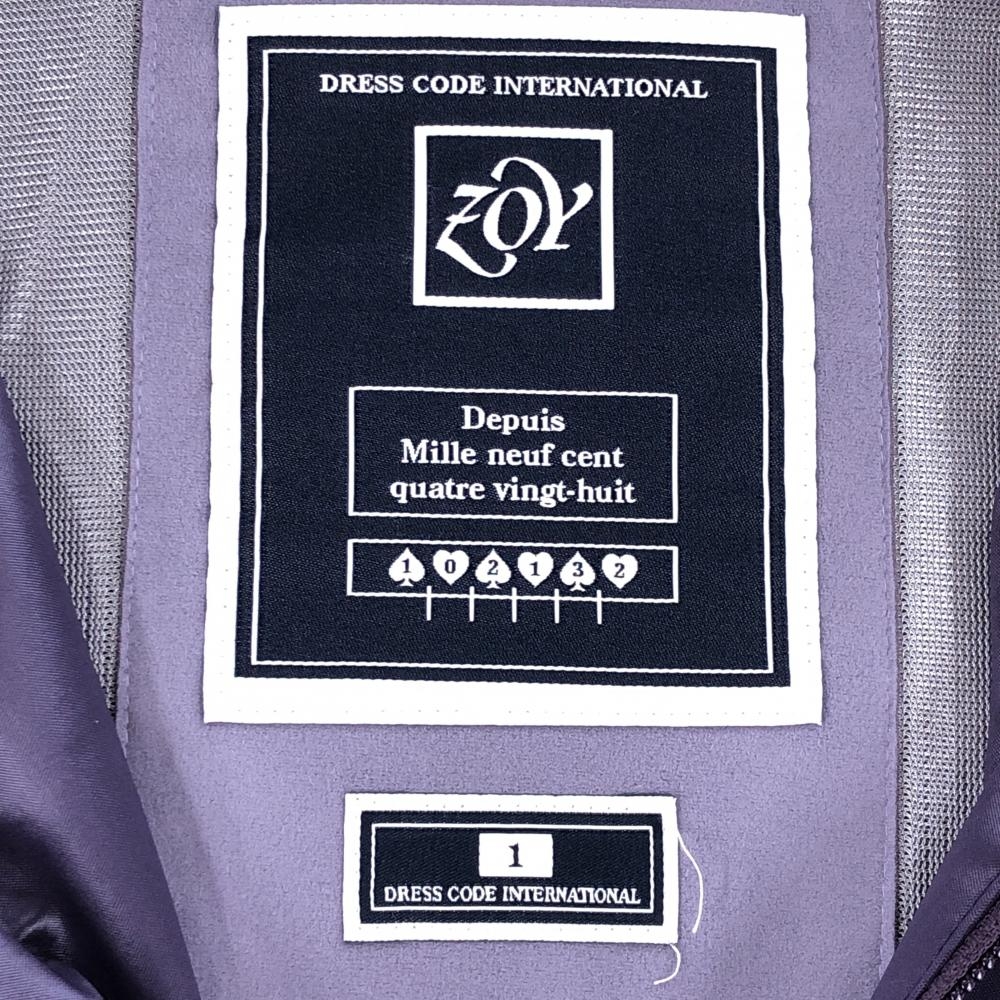 DRESS CODE INTERNATIONAL
ZOY
Depuis
Mille neuf cent
quatre vingt-huit
1 0 2 1 3 2
1
DRESS CODE INTERNATIONAL